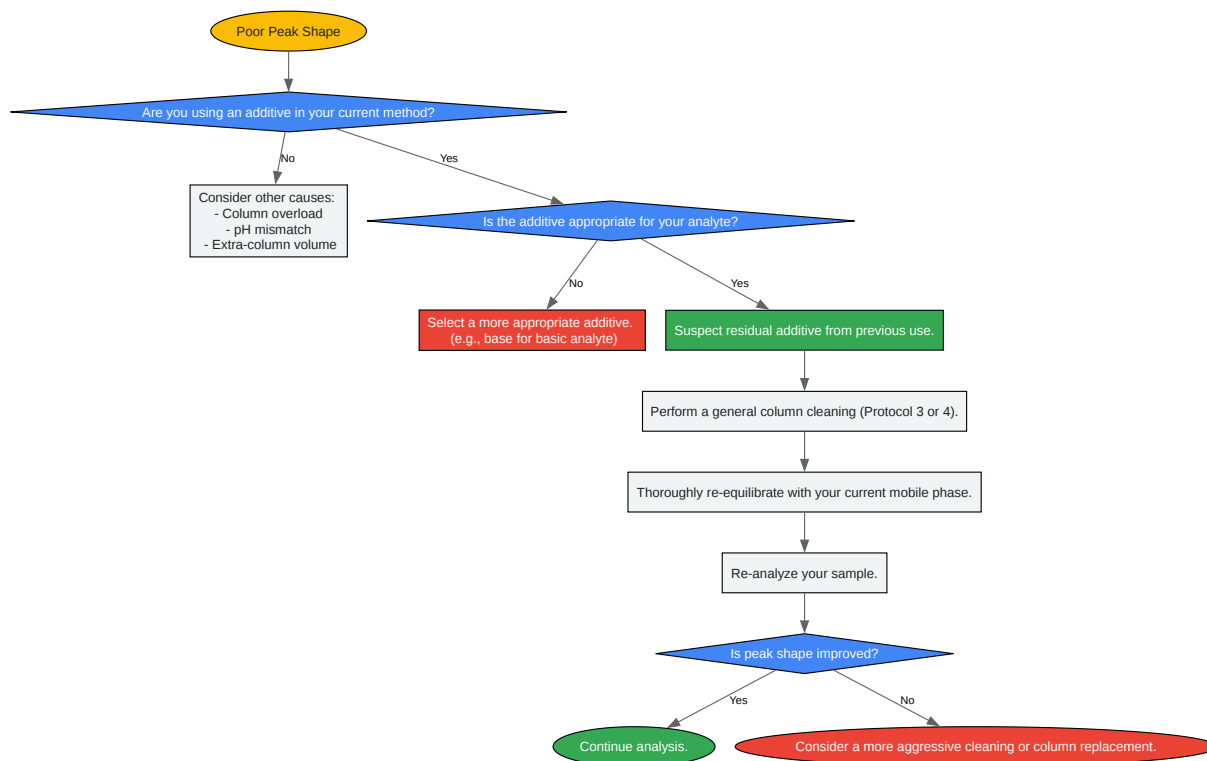 Poor Peak Shape
Are you using an additive in your current method?
No
Yes
Consider other causes:
- Column overload
- pH mismatch
- Extra-column volume
Is the additive appropriate for your analyte?
No
Yes
Select a more appropriate additive.
(e.g., base for basic analyte)
Suspect residual additive from previous use.
Perform a general column cleaning (Protocol 3 or 4).
Thoroughly re-equilibrate with your current mobile phase.
Re-analyze your sample.
Is peak shape improved?
Yes
No
Continue analysis.
Consider a more aggressive cleaning or column replacement.